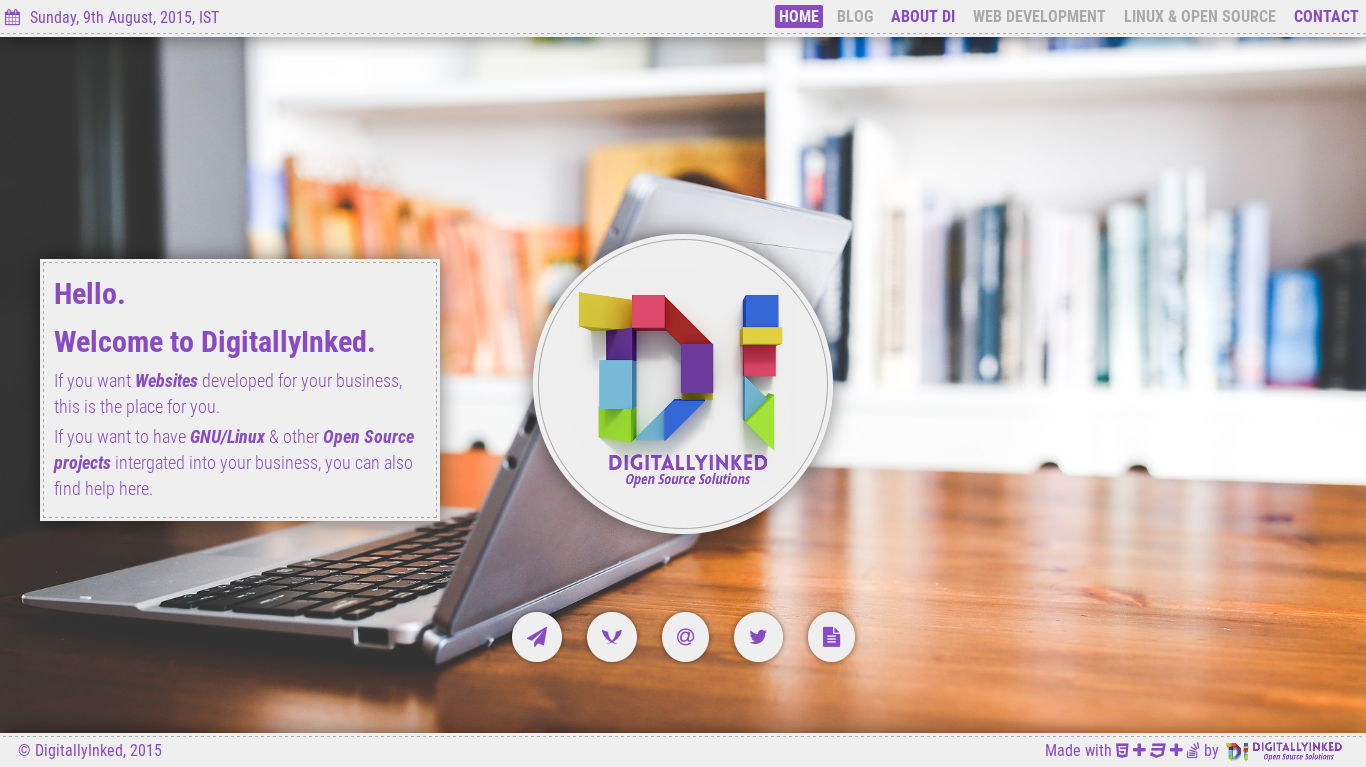 Sunday, 9th August, 2015, IST
HOME BLOG ABOUT DI WEB DEVELOPMENT LINUX & OPEN SOURCE CONTACT
Hello.
Welcome to DigitallyInked.
If you want Websites developed for your business,
this is the place for you.
If you want to have GNU/Linux & other Open Source
projects intergated into your business, you can also
find help here.
Di
DIGITALLYINKED
Open Source Solutions
© DigitallyInked, 2015
Made with + + by Di DIGITALLYINKED
Open Source Solutions